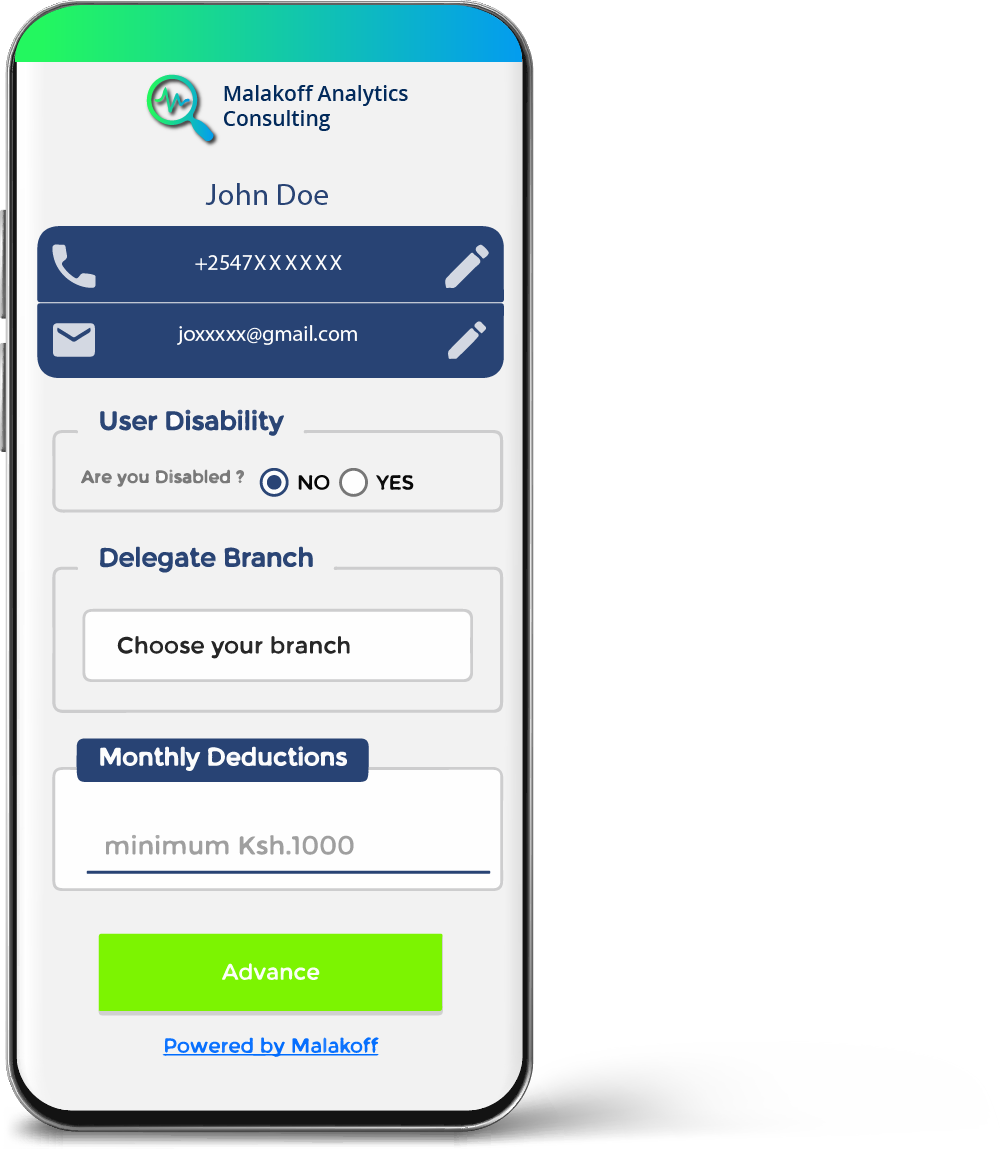 Malakoff Analytics
Consulting
John Doe
+2547XXXXXX
joxxxxx@gmail.com
User Disability
Are you Disabled ? NO YES
Delegate Branch
Choose your branch
Monthly Deductions
minimum Ksh.1000
Advance
Powered by Malakoff